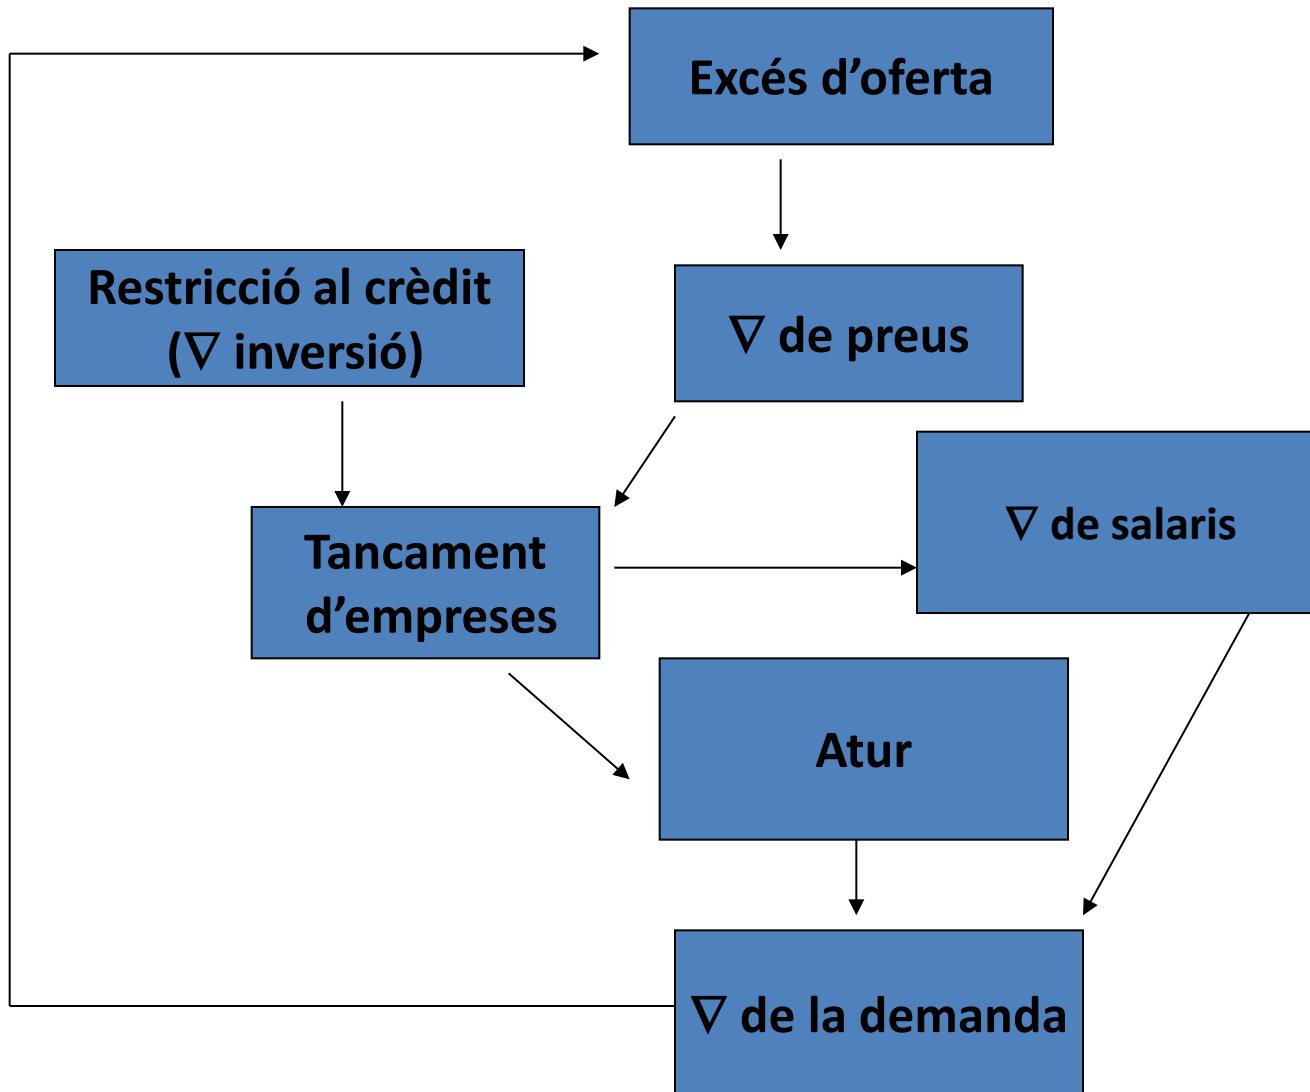 Excés d’oferta
Restricció al crèdit
(∇ inversió)
∇ de preus
∇ de salaris
Tancament
d’empreses
Atur
∇ de la demanda